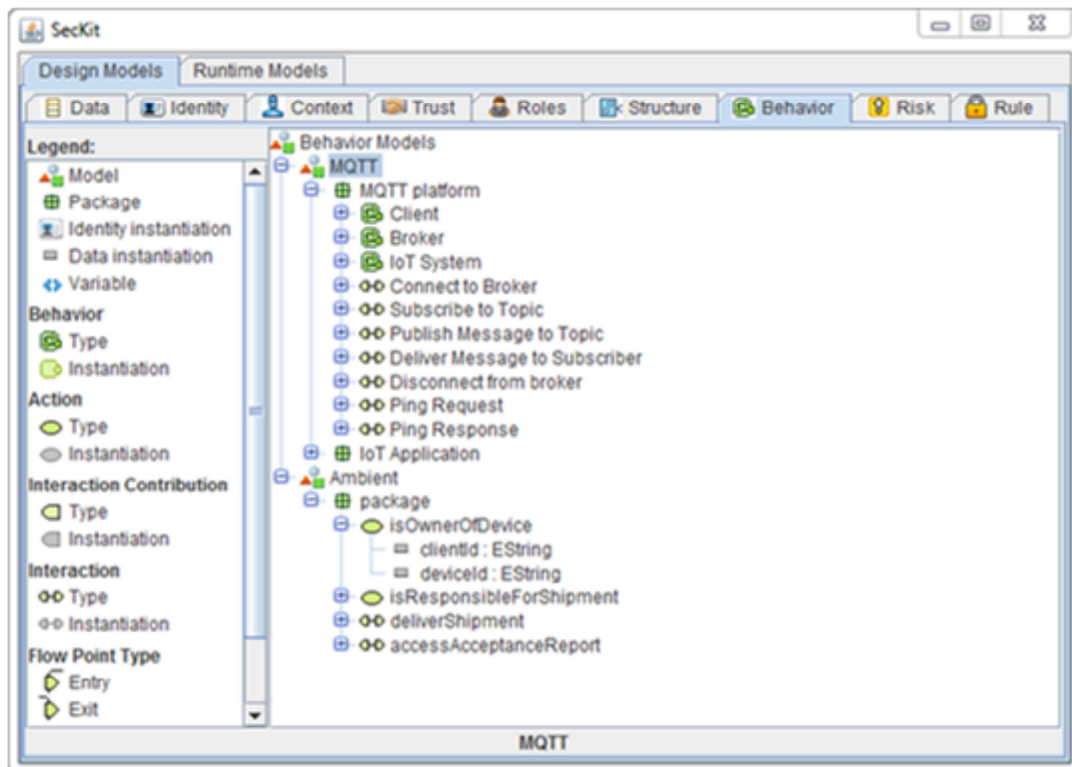 SecKit
Design Models Runtime Models
Data Identity Context Trust Roles Structure Behavior Risk Rule
Legend:
Model
Package
Identity instantiation
Data instantiation
Variable
Behavior
Type
Instantiation
Action
Type
Instantiation
Interaction Contribution
Type
Instantiation
Interaction
Type
Instantiation
Flow Point Type
Entry
Exit
Behavior Models
MQTT
MQTT platform
Client
Broker
IoT System
Connect to Broker
Subscribe to Topic
Publish Message to Topic
Deliver Message to Subscriber
Disconnect from broker
Ping Request
Ping Response
IoT Application
Ambient
package
isOwnerOfDevice
clientId : EString
deviceId : EString
isResponsibleForShipment
deliverShipment
accessAcceptanceReport
MQTT